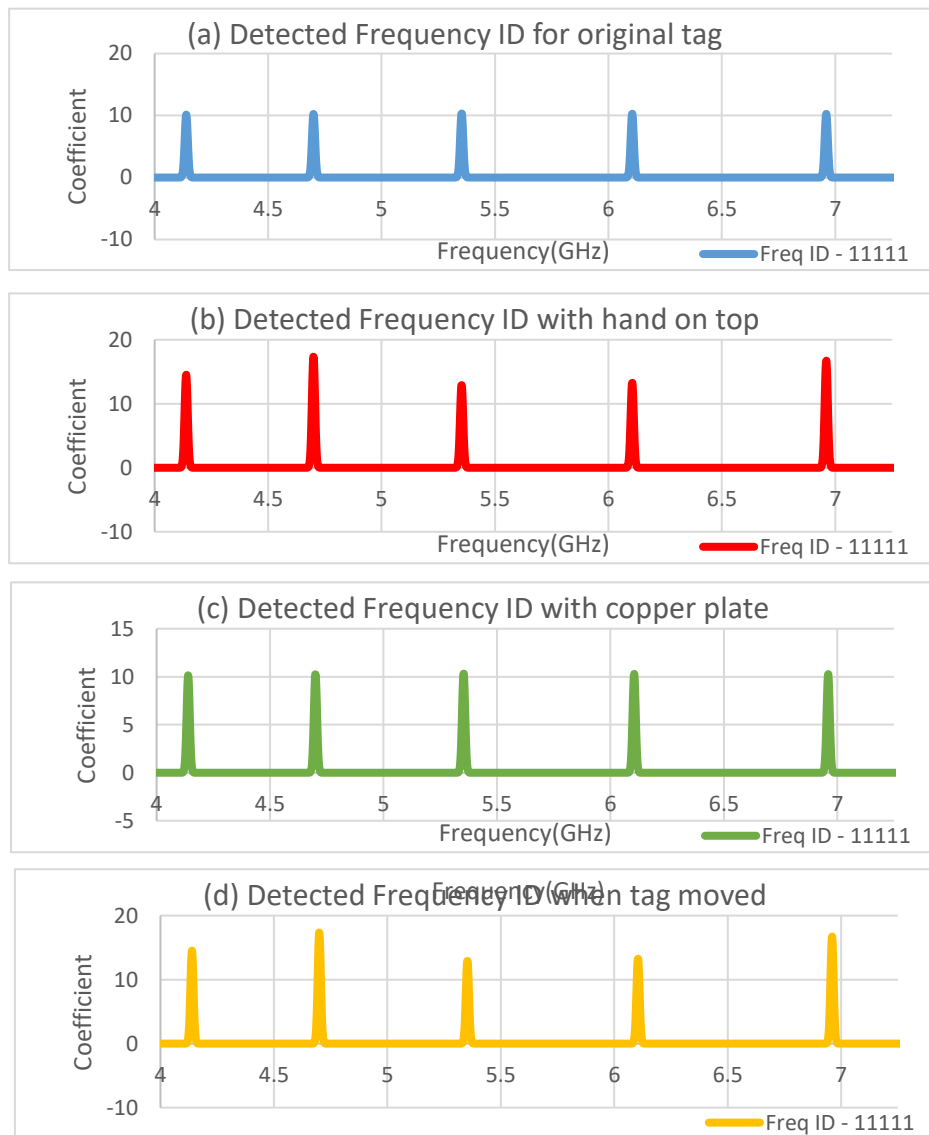 (a) Detected Frequency ID for original tag
20
10
0
-10
Coefficient
4 4.5 5 5.5 6 6.5 7
Frequency(GHz)
Freq ID - 11111
(b) Detected Frequency ID with hand on top
20
10
0
-10
Coefficient
4 4.5 5 5.5 6 6.5 7
Frequency(GHz)
Freq ID - 11111
(c) Detected Frequency ID with copper plate
15
10
5
0
-5
Coefficient
4 4.5 5 5.5 6 6.5 7
Frequency(GHz)
Freq ID - 11111
Frequency(GHz)
(d) Detected Frequency ID when tag moved
20
10
0
-10
Coefficient
4 4.5 5 5.5 6 6.5 7
Freq ID - 11111